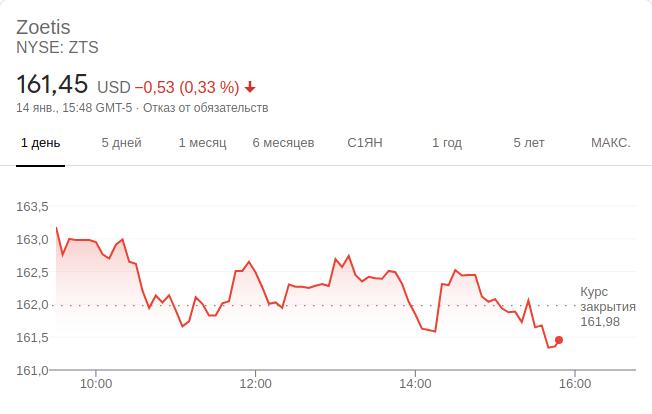 Zoetis
NYSE: ZTS
161,45 USD −0,53 (0,33 %)
14 янв., 15:48 GMT-5 · Отказ от обязательств
1 день 5 дней 1 месяц 6 месяцев С1ЯН 1 год 5 лет МАКС.
163,5
163,0
162,5
162,0
161,5
161,0
Курс
закрытия
161,98
10:00 12:00 14:00 16:00